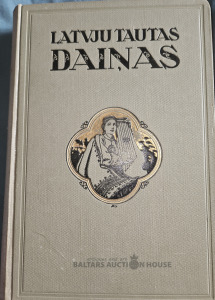 LATVJU TAUTAS
DAIŅAS
BALTARS AUCTION HOUSE